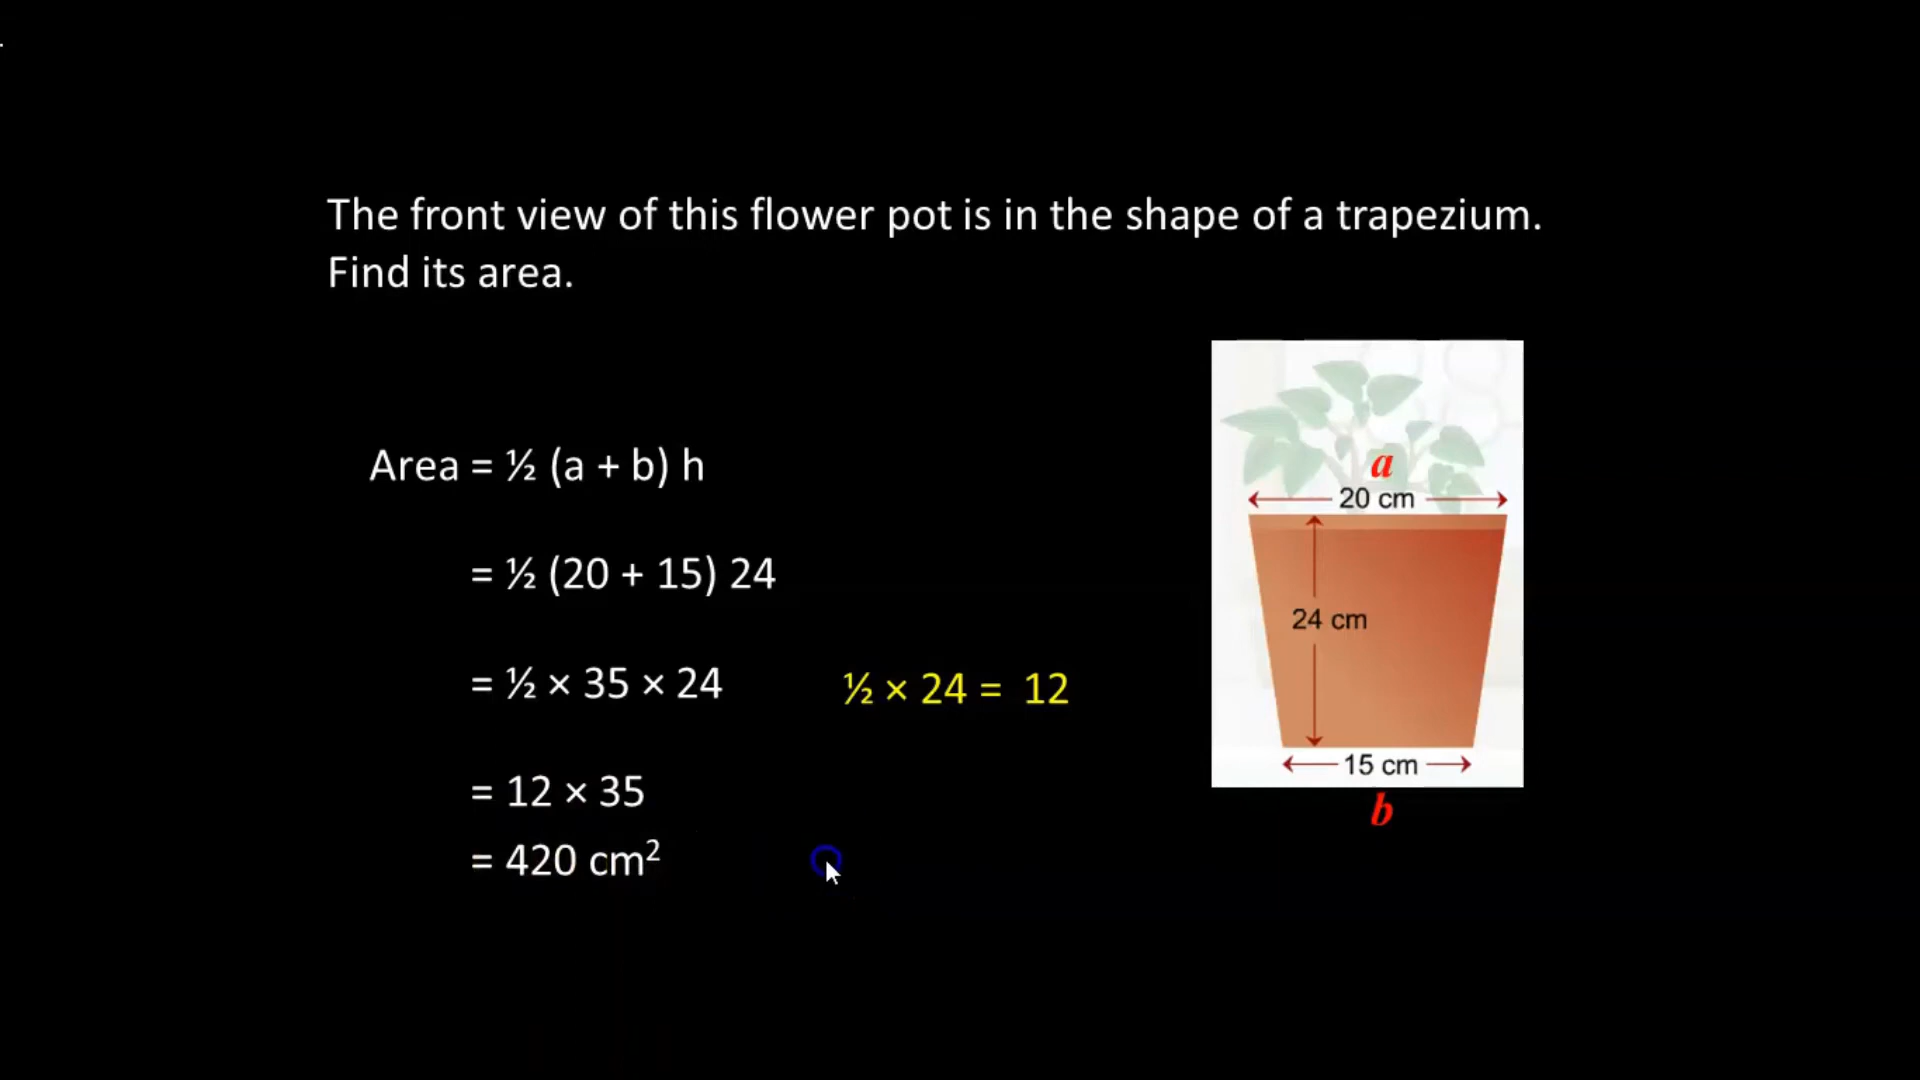 The front view of this flower pot is in the shape of a trapezium.
Find its area.
Area = ½ (a + b) h
= ½ (20 + 15) 24
= ½ × 35 × 24
½ × 24 = 12
= 12 × 35
= 420 cm²
a
20 cm
24 cm
15 cm
b